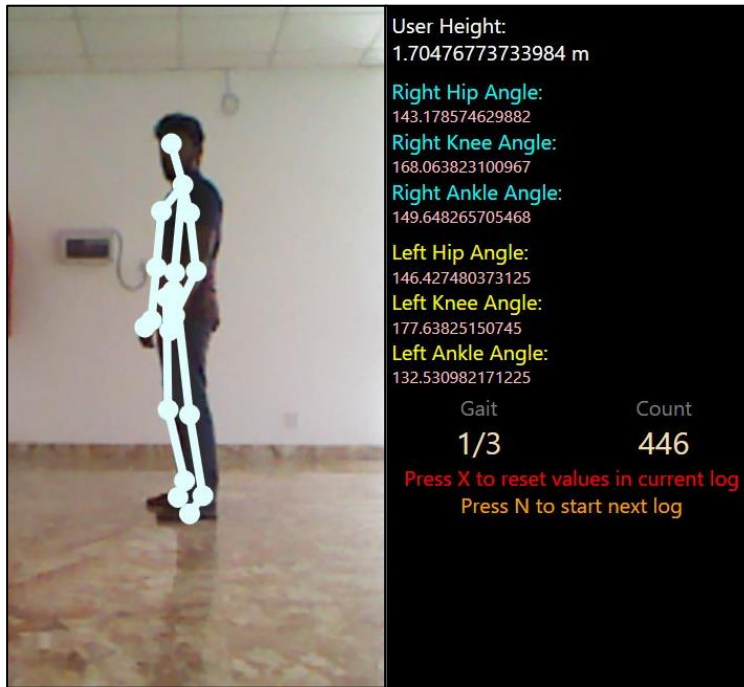 User Height:
1.70476773733984 m
Right Hip Angle:
143.178574629882
Right Knee Angle:
168.063823100967
Right Ankle Angle:
149.648265705468
Left Hip Angle:
146.427480373125
Left Knee Angle:
177.63825150745
Left Ankle Angle:
132.530982171225
Gait Count
1/3 446
Press X to reset values in current log
Press N to start next log